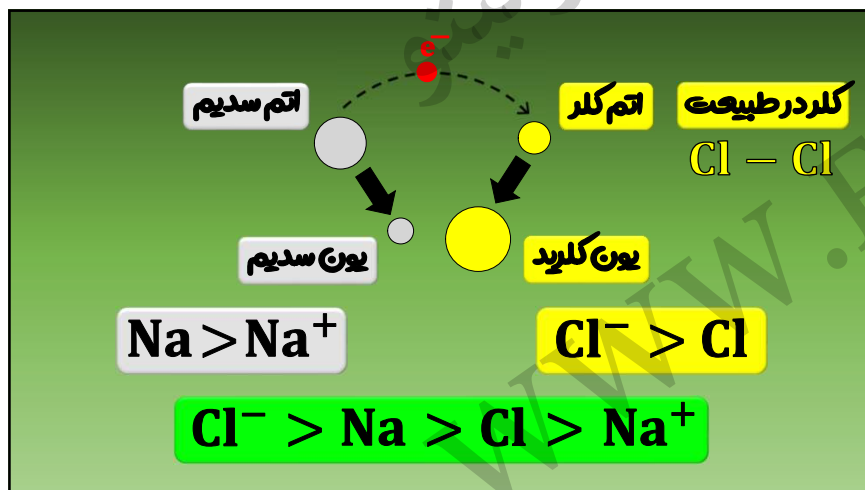 e⁻
کلر در طبیعت
اتم کلر
اتم سدیم
Cl − Cl
یون کلرید
یون سدیم
Na > Na⁺
Cl⁻ > Cl
Cl⁻ > Na > Cl > Na⁺
WWW.